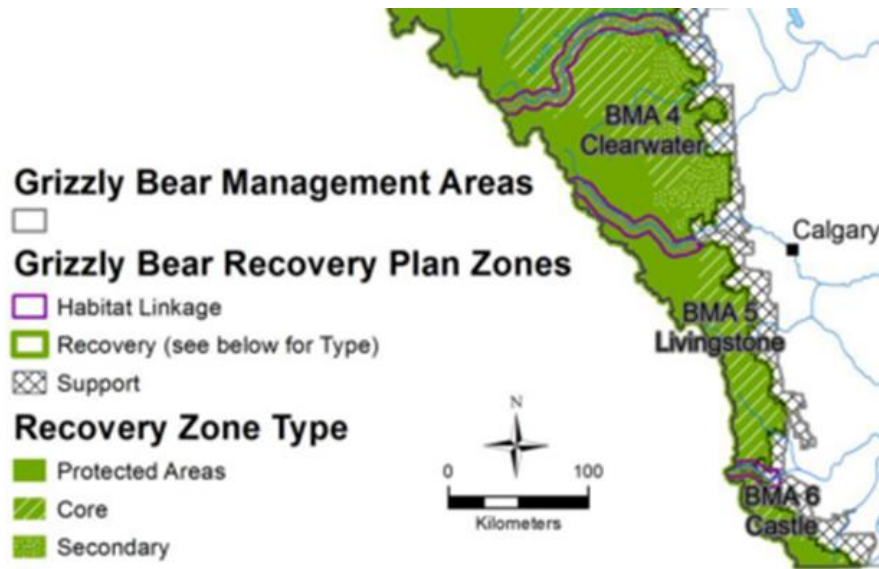 BMA 4
Clearwater
Grizzly Bear Management Areas
Calgary
Grizzly Bear Recovery Plan Zones
Habitat Linkage
BMA 5
Livingstone
Recovery (see below for Type)
Support
Recovery Zone Type
N
Protected Areas
0 100
Kilometers
Core
BMA 6
Castle
Secondary